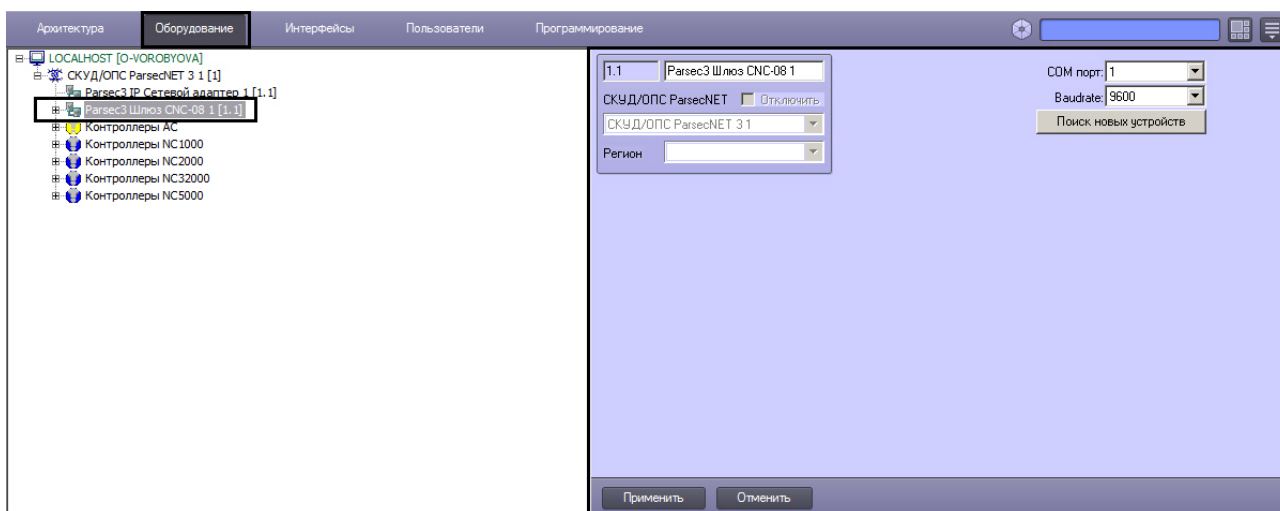 Архитектура Оборудование Интерфейсы Пользователи Программирование
LOCALHOST [O-VOROBYOVA]
СКУД/ОПС ParsecNET 3 1 [1]
Parsec3 IP Сетевой адаптер 1 [1.1]
Parsec3 Шлюз CNC-08 1 [1.1]
Контроллеры AC
Контроллеры NC1000
Контроллеры NC2000
Контроллеры NC32000
Контроллеры NC5000
1.1 Parsec3 Шлюз CNC-08 1
СКУД/ОПС ParsecNET Отключить
СКУД/ОПС ParsecNET 3 1
Регион
COM порт: 1
Baudrate: 9600
Поиск новых устройств
Применить Отменить